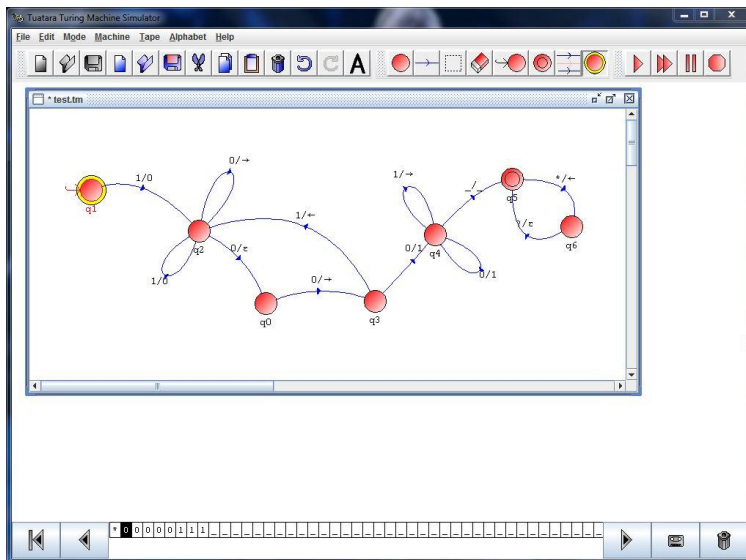 Tuatara Turing Machine Simulator
File Edit Mode Machine Tape Alphabet Help
A
* test.tm
1/0
0/→
1/→
_/_
*/←
q1
q5
1/←
q2
0/ε
0/1
q4
?/ε
q6
1/0
0/→
0/1
q0
q3
* 0 0 0 0 0 1 1 1 _ _ _ _ _ _ _ _ _ _ _ _ _ _ _ _ _ _ _ _ _ _ _ _ _ _ _ _ _ _ _ _ _ _ _